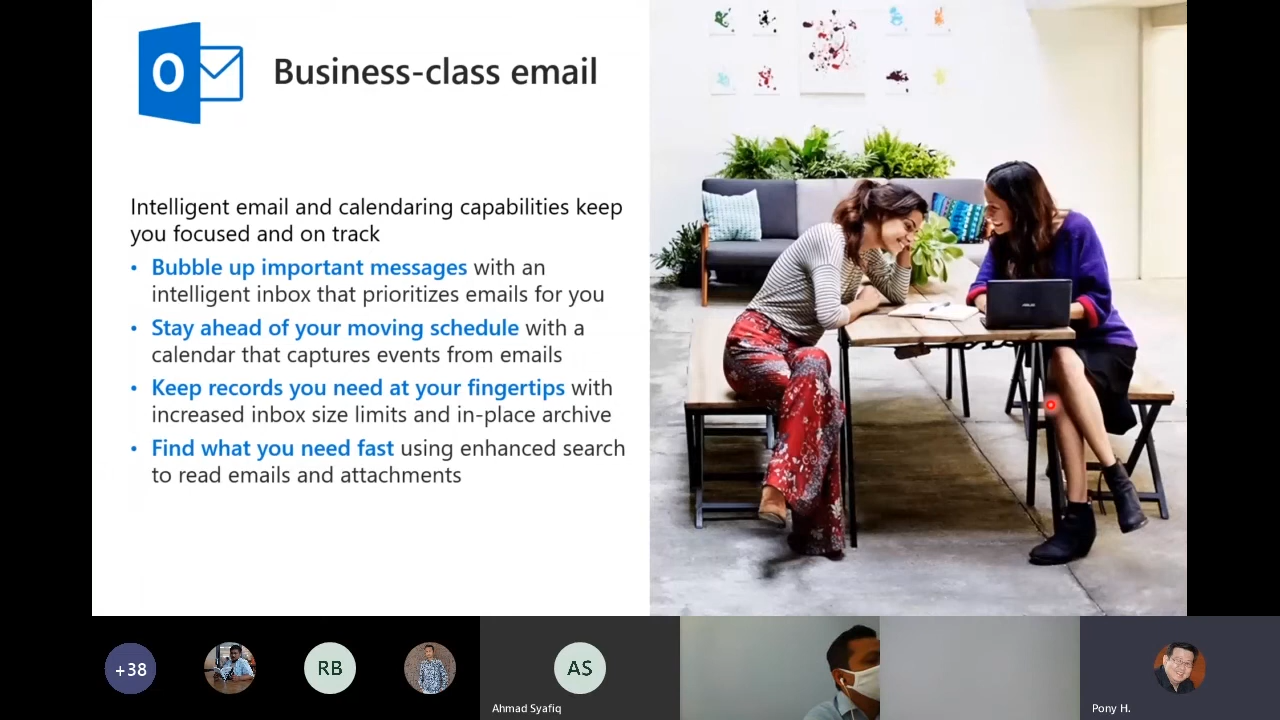 O
Business-class email
Intelligent email and calendaring capabilities keep
you focused and on track
• Bubble up important messages with an
intelligent inbox that prioritizes emails for you
• Stay ahead of your moving schedule with a
calendar that captures events from emails
• Keep records you need at your fingertips with
increased inbox size limits and in-place archive
• Find what you need fast using enhanced search
to read emails and attachments
ASUS
+38
RB
AS
Ahmad Syafiq
Pony H.